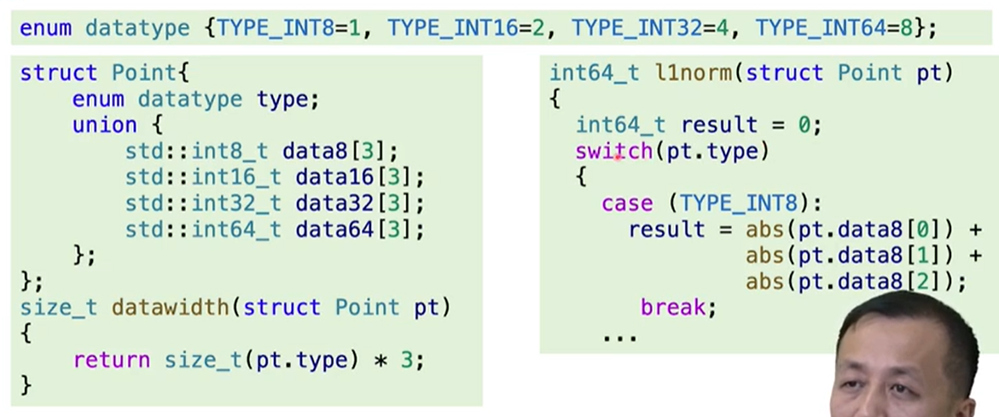 enum datatype {TYPE_INT8=1, TYPE_INT16=2, TYPE_INT32=4, TYPE_INT64=8};
struct Point{
    enum datatype type;
    union {
        std::int8_t data8[3];
        std::int16_t data16[3];
        std::int32_t data32[3];
        std::int64_t data64[3];
    };
};
size_t datawidth(struct Point pt)
{
    return size_t(pt.type) * 3;
}
int64_t l1norm(struct Point pt)
{
  int64_t result = 0;
  switch(pt.type)
  {
    case (TYPE_INT8):
      result = abs(pt.data8[0]) +
               abs(pt.data8[1]) +
               abs(pt.data8[2]);
       break;
    ...